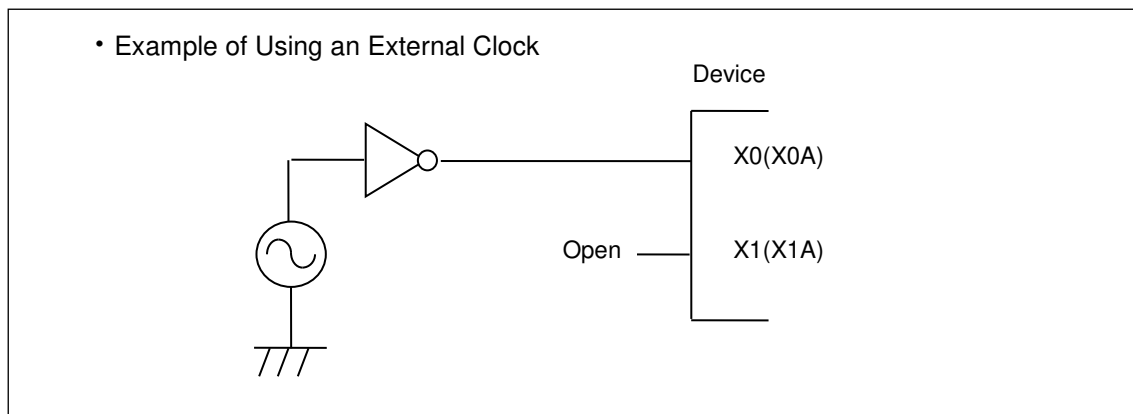 • Example of Using an External Clock
Device
X0(X0A)
Open
X1(X1A)